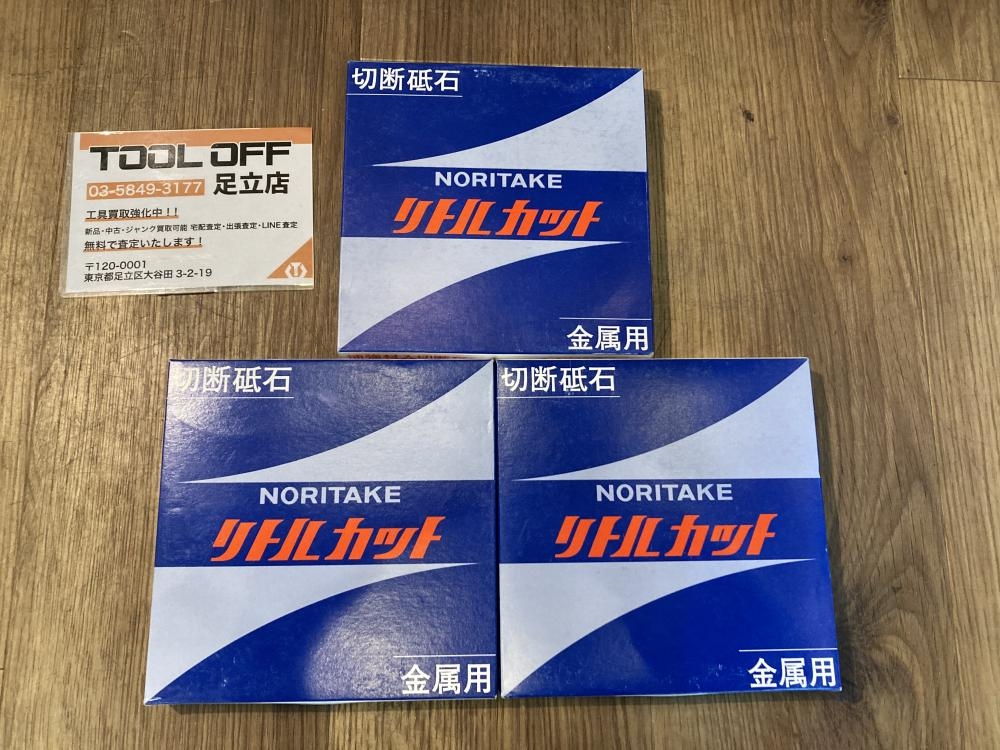 TOOL OFF
03-5849-3177 足立店
工具買取強化中！！
新品・中古・ジャンク買取可能 宅配査定・出張査定・LINE査定
無料で査定いたします！
〒120-0001
東京都足立区大谷田 3-2-19
切断砥石
NORITAKE
リトルカット
金属用
切断砥石
NORITAKE
リトルカット
金属用
切断砥石
NORITAKE
リトルカット
金属用